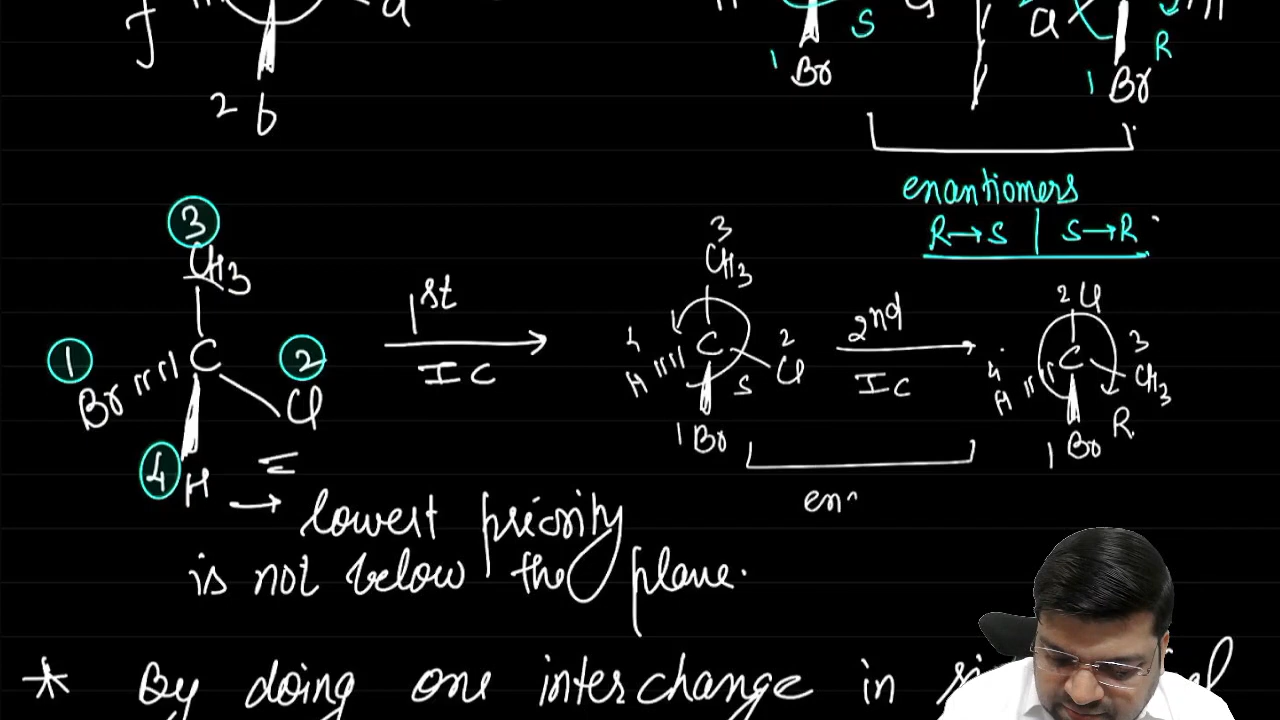 f d
2 b
S a R
1 Br 1 Br
enantiomers
R→S | S→R
3
CH3
1 Br C Cl 2
4 H
1st
IC
3
CH3
4 H C 2 Cl
S
1 Br
2nd
IC
2 Cl
4 H C 3 CH3
R
1 Br
en
→ lowest priority
is not below the plane.
* By doing one interchange in